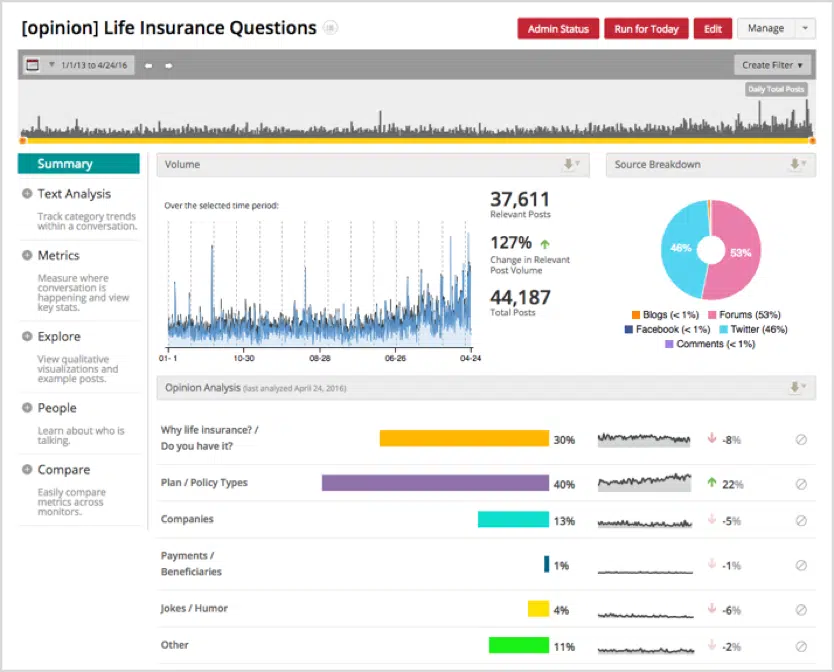 [opinion] Life Insurance Questions
Admin Status
Run for Today
Edit
Manage
1/1/13 to 4/24/16
Create Filter
Daily Total Posts
Summary
Text Analysis
Track category trends
within a conversation.
Metrics
Measure where
conversation is
happening and view
key stats.
Explore
View qualitative
visualizations and
example posts.
People
Learn about who is
talking.
Compare
Easily compare
metrics across
monitors.
Volume
Over the selected time period:
01-1
10-30
08-28
06-26
04-24
37,611
Relevant Posts
127%
Change in Relevant
Post Volume
44,187
Total Posts
Source Breakdown
46%
53%
Blogs (< 1%) Forums (53%)
Facebook (< 1%) Twitter (46%)
Comments (< 1%)
Opinion Analysis (last analyzed April 24, 2016)
Why life insurance? /
Do you have it?
30%
-8%
Plan / Policy Types
40%
22%
Companies
13%
-5%
Payments /
Beneficiaries
1%
-1%
Jokes / Humor
4%
-6%
Other
11%
-2%